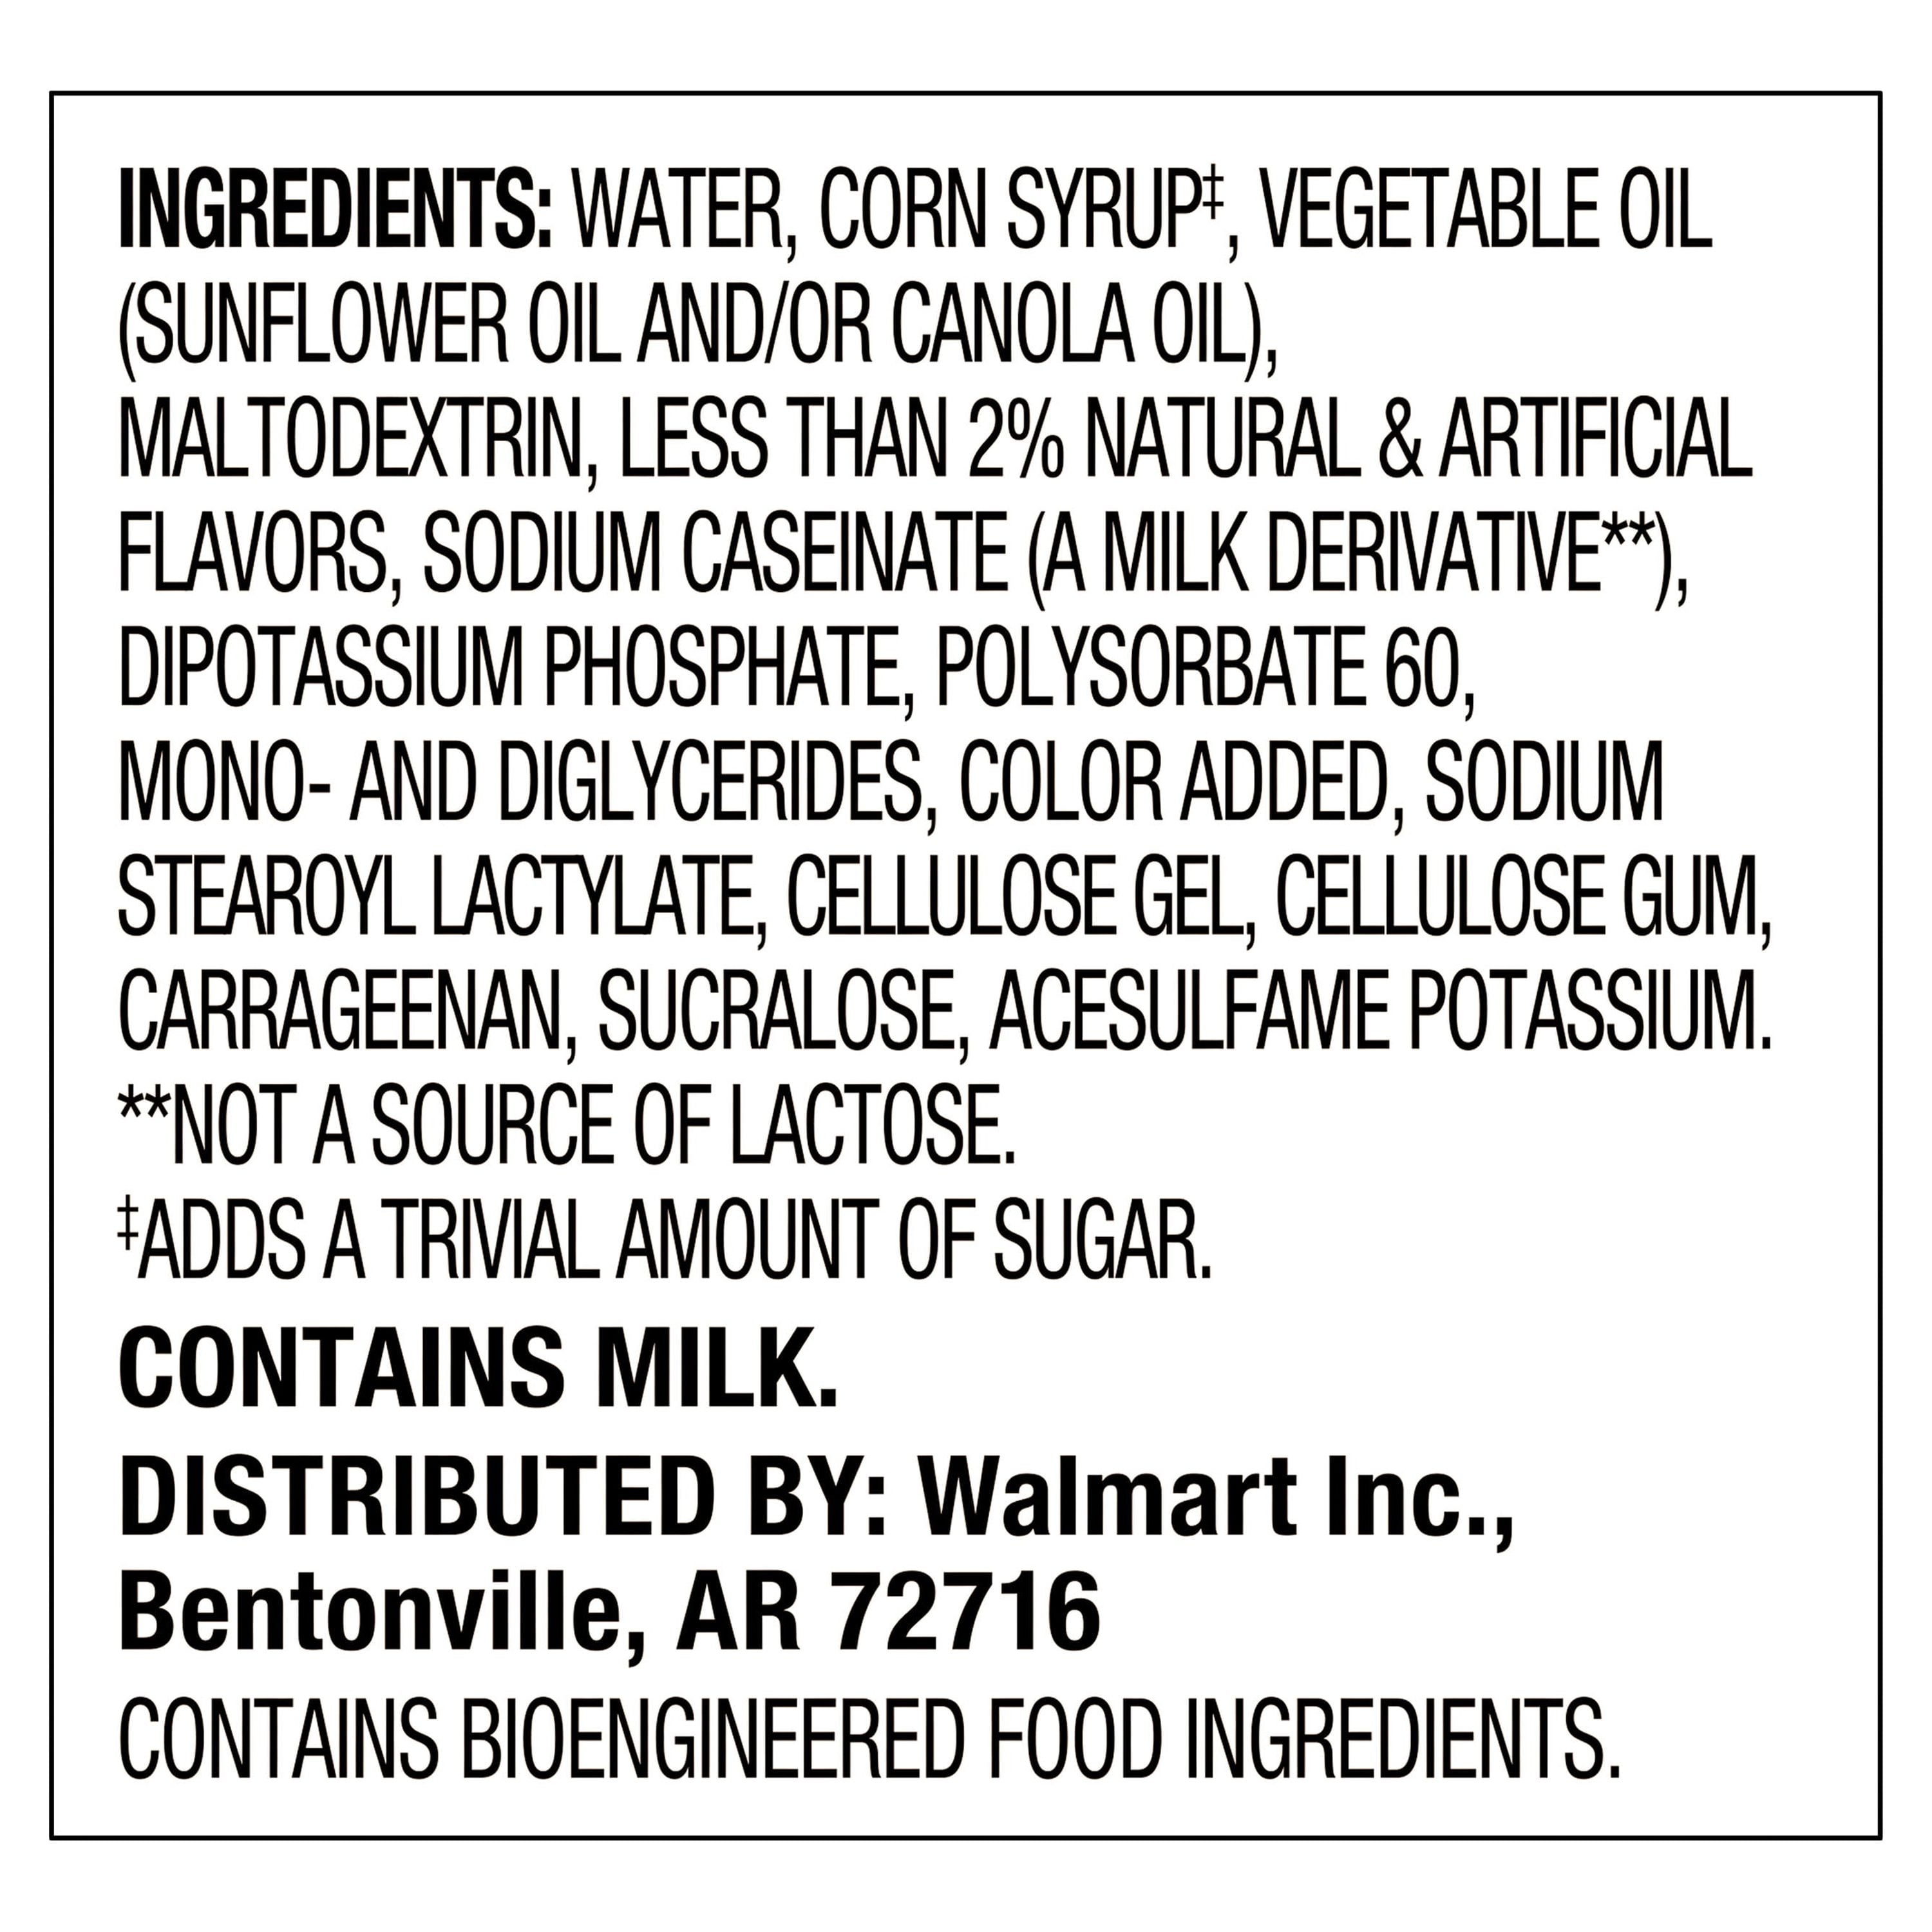 INGREDIENTS: WATER, CORN SYRUP‡, VEGETABLE OIL
(SUNFLOWER OIL AND/OR CANOLA OIL),
MALTODEXTRIN, LESS THAN 2% NATURAL & ARTIFICIAL
FLAVORS, SODIUM CASEINATE (A MILK DERIVATIVE**),
DIPOTASSIUM PHOSPHATE, POLYSORBATE 60,
MONO- AND DIGLYCERIDES, COLOR ADDED, SODIUM
STEAROYL LACTYLATE, CELLULOSE GEL, CELLULOSE GUM,
CARRAGEENAN, SUCRALOSE, ACESULFAME POTASSIUM.
**NOT A SOURCE OF LACTOSE.
‡ADDS A TRIVIAL AMOUNT OF SUGAR.
CONTAINS MILK.
DISTRIBUTED BY: Walmart Inc.,
Bentonville, AR 72716
CONTAINS BIOENGINEERED FOOD INGREDIENTS.